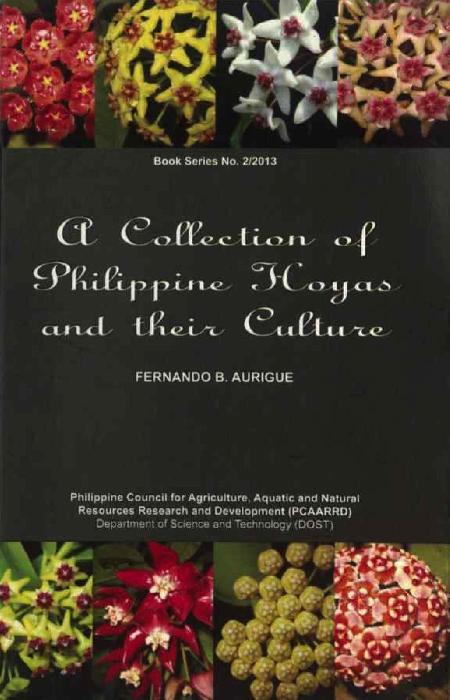 Book Series No. 2/2013
A Collection of
Philippine Hoyas
and their Culture
FERNANDO B. AURIGUE
Philippine Council for Agriculture, Aquatic and Natural
Resources Research and Development (PCAARRD)
Department of Science and Technology (DOST)